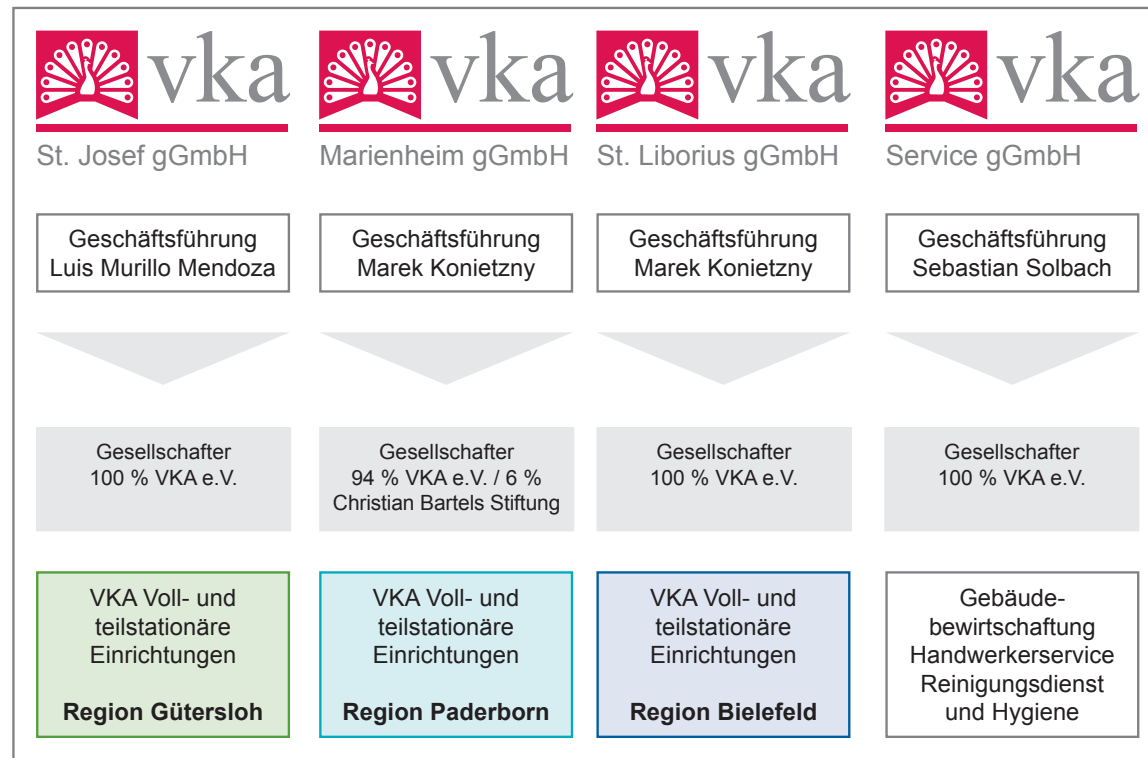 vka
St. Josef gGmbH
Geschäftsführung
Luis Murillo Mendoza
Gesellschafter
100 % VKA e.V.
VKA Voll- und
teilstationäre
Einrichtungen
Region Gütersloh
vka
Marienheim gGmbH
Geschäftsführung
Marek Konietzny
Gesellschafter
94 % VKA e.V. / 6 %
Christian Bartels Stiftung
VKA Voll- und
teilstationäre
Einrichtungen
Region Paderborn
vka
St. Liborius gGmbH
Geschäftsführung
Marek Konietzny
Gesellschafter
100 % VKA e.V.
VKA Voll- und
teilstationäre
Einrichtungen
Region Bielefeld
vka
Service gGmbH
Geschäftsführung
Sebastian Solbach
Gesellschafter
100 % VKA e.V.
Gebäude-
bewirtschaftung
Handwerkerservice
Reinigungsdienst
und Hygiene